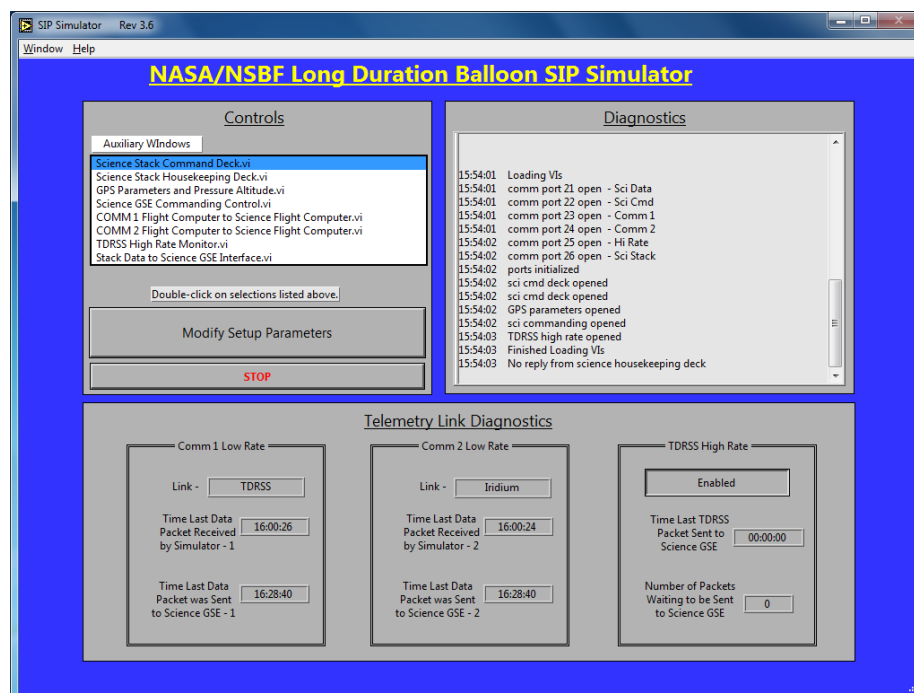 SIP Simulator Rev 3.6
Window Help
NASA/NSBF Long Duration Balloon SIP Simulator
Controls
Auxiliary WIndows
Science Stack Command Deck.vi
Science Stack Housekeeping Deck.vi
GPS Parameters and Pressure Altitude.vi
Science GSE Commanding Control.vi
COMM 1 Flight Computer to Science Flight Computer.vi
COMM 2 Flight Computer to Science Flight Computer.vi
TDRSS High Rate Monitor.vi
Stack Data to Science GSE Interface.vi
Double-click on selections listed above.
Modify Setup Parameters
STOP
Diagnostics
15:54:01 Loading VIs
15:54:01 comm port 21 open - Sci Data
15:54:01 comm port 22 open - Sci Cmd
15:54:01 comm port 23 open - Comm 1
15:54:01 comm port 24 open - Comm 2
15:54:02 comm port 25 open - Hi Rate
15:54:02 comm port 26 open - Sci Stack
15:54:02 ports initialized
15:54:02 sci cmd deck opened
15:54:02 sci cmd deck opened
15:54:02 GPS parameters opened
15:54:02 sci commanding opened
15:54:03 TDRSS high rate opened
15:54:03 Finished Loading VIs
15:54:03 No reply from science housekeeping deck
Telemetry Link Diagnostics
Comm 1 Low Rate
Link - TDRSS
Time Last Data
Packet Received 16:00:26
by Simulator - 1
Time Last Data
Packet was Sent 16:28:40
to Science GSE - 1
Comm 2 Low Rate
Link - Iridium
Time Last Data
Packet Received 16:00:24
by Simulator - 2
Time Last Data
Packet was Sent 16:28:40
to Science GSE - 2
TDRSS High Rate
Enabled
Time Last TDRSS
Packet Sent to 00:00:00
Science GSE
Number of Packets
Waiting to be Sent 0
to Science GSE